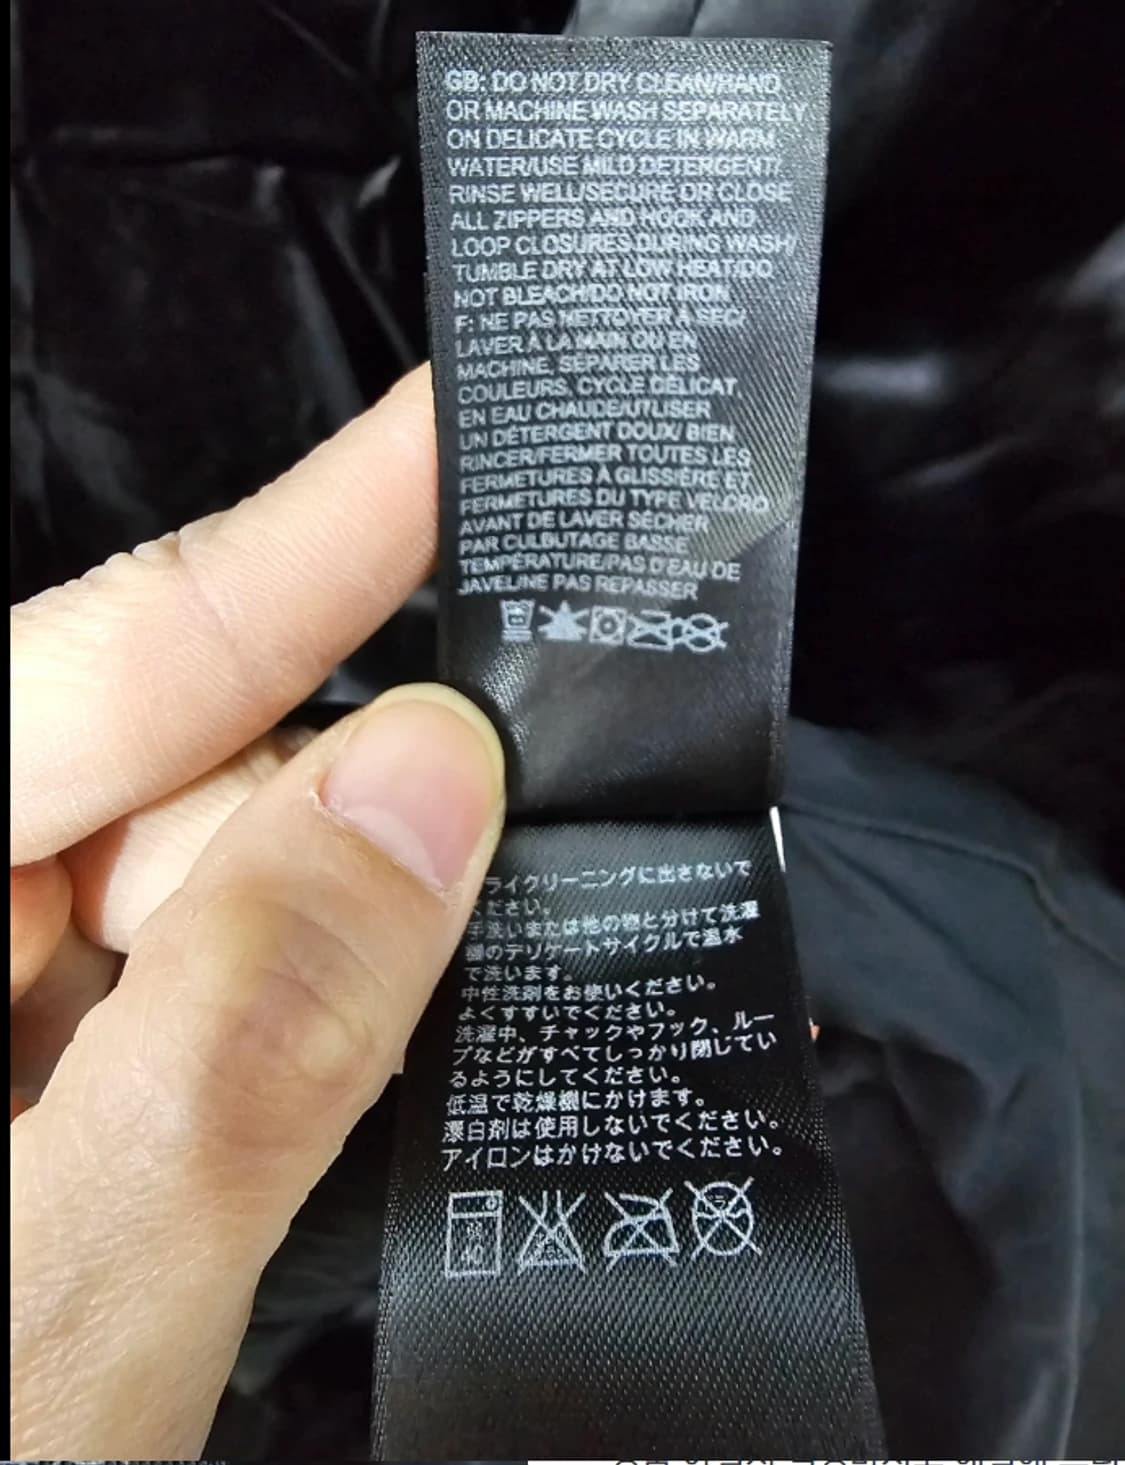 GB: DO NOT DRY CLEAN/HAND
OR MACHINE WASH SEPARATELY
ON DELICATE CYCLE IN WARM
WATER/USE MILD DETERGENT/
RINSE WELL/SECURE OR CLOSE
ALL ZIPPERS AND HOOK AND
LOOP CLOSURES DURING WASH/
TUMBLE DRY AT LOW HEAT/DO
NOT BLEACH/DO NOT IRON
F: NE PAS NETTOYER À SEC/
LAVER À LA MAIN OU EN
MACHINE, SÉPARER LES
COULEURS, CYCLE DÉLICAT,
EN EAU CHAUDE/UTLISER
UN DÉTERGENT DOUX/ BIEN
RINCER/FERMER TOUTES LES
FERMETURES À GLISSIÈRE ET
FERMETURES DU TYPE VELCRO
AVANT DE LAVER SÉCHER
PAR CULBUTAGE BASSE
TEMPÉRATURE/PAS D'EAU DE
JAVEL/NE PAS REPASSER
ライクリーニングに出さないで
ください。
手洗いまたは他の物と分けて洗濯
機のデリケートサイクルで温水
で洗います。
中性洗剤をお使いください。
よくすすいでください。
洗濯中、チャックやフック、ルー
プなどがすべてしっかり閉じてい
るようにしてください。
低温で乾燥機にかけます。
漂白剤は使用しないでください。
アイロンはかけないでください。
40